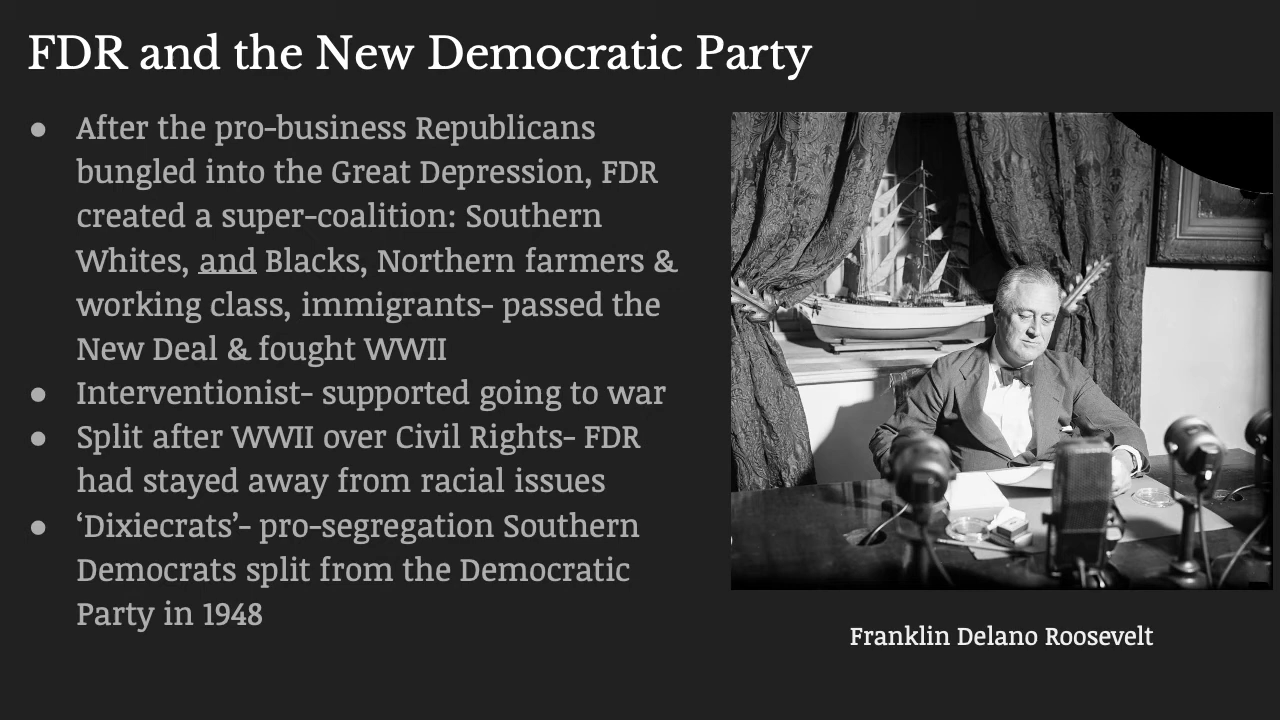 FDR and the New Democratic Party
● After the pro-business Republicans
bungled into the Great Depression, FDR
created a super-coalition: Southern
Whites, and Blacks, Northern farmers &
working class, immigrants- passed the
New Deal & fought WWII
● Interventionist- supported going to war
● Split after WWII over Civil Rights- FDR
had stayed away from racial issues
● ‘Dixiecrats’- pro-segregation Southern
Democrats split from the Democratic
Party in 1948
Franklin Delano Roosevelt